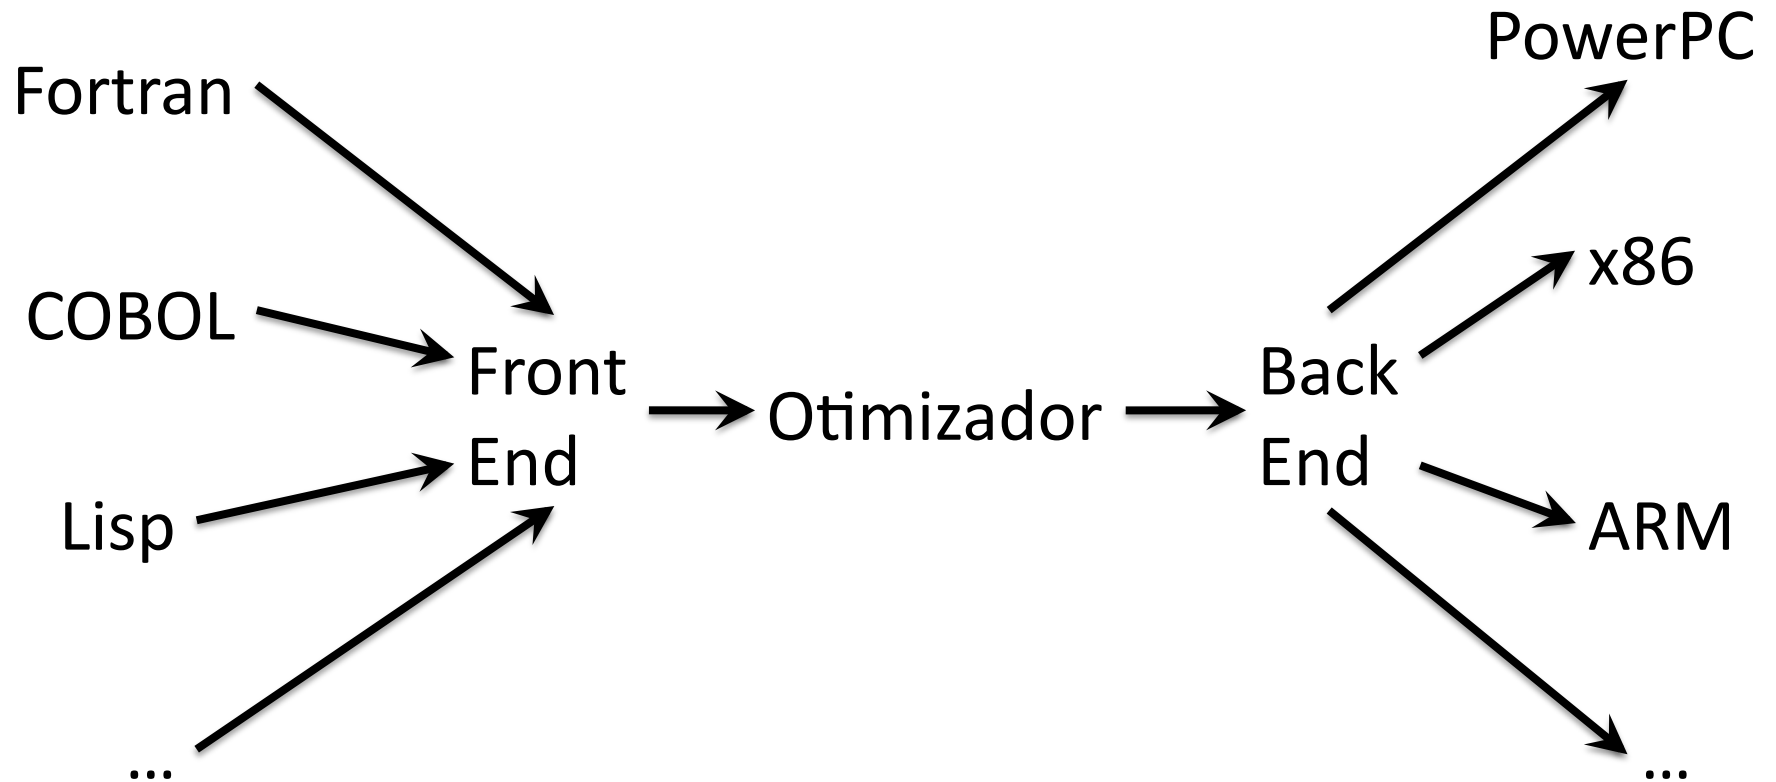 PowerPC
Fortran
x86
COBOL
Front
End
Otimizador
Back
End
Lisp
ARM
...
...